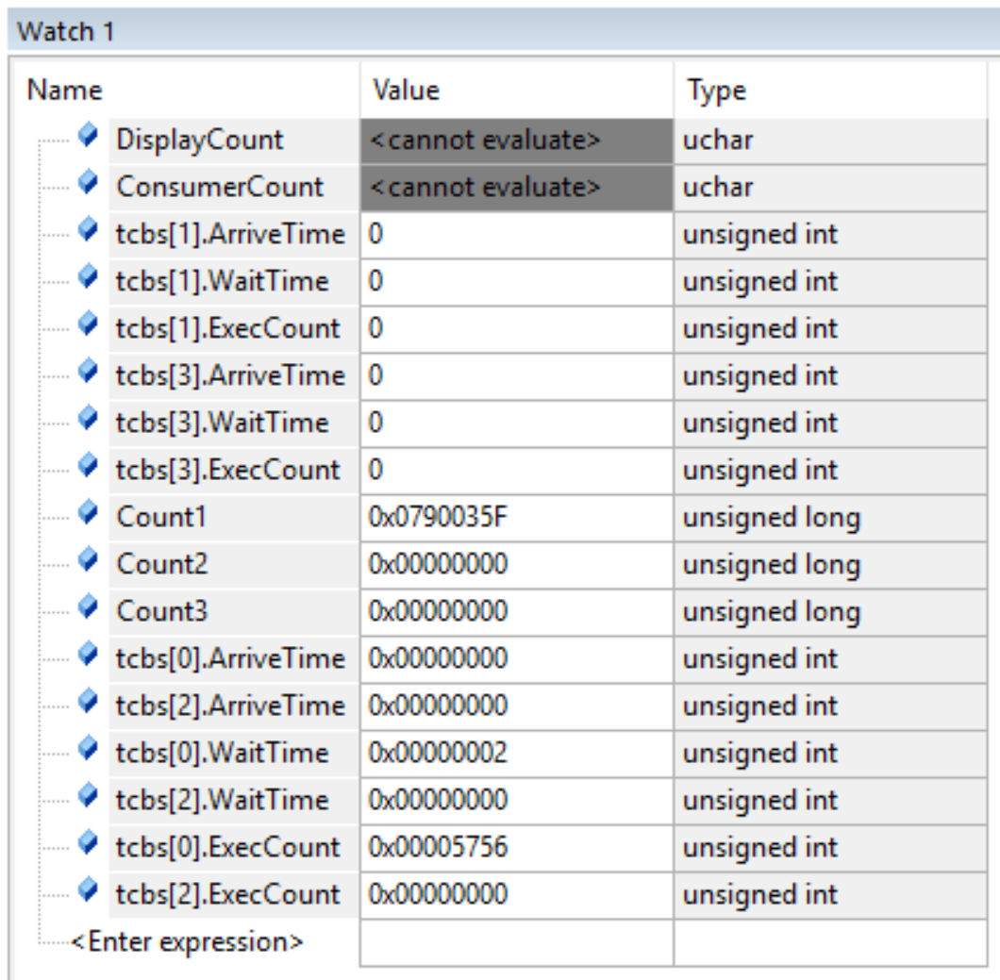 Watch 1
Name Value Type
DisplayCount <cannot evaluate> uchar
ConsumerCount <cannot evaluate> uchar
tcbs[1].ArriveTime 0 unsigned int
tcbs[1].WaitTime 0 unsigned int
tcbs[1].ExecCount 0 unsigned int
tcbs[3].ArriveTime 0 unsigned int
tcbs[3].WaitTime 0 unsigned int
tcbs[3].ExecCount 0 unsigned int
Count1 0x0790035F unsigned long
Count2 0x00000000 unsigned long
Count3 0x00000000 unsigned long
tcbs[0].ArriveTime 0x00000000 unsigned int
tcbs[2].ArriveTime 0x00000000 unsigned int
tcbs[0].WaitTime 0x00000002 unsigned int
tcbs[2].WaitTime 0x00000000 unsigned int
tcbs[0].ExecCount 0x00005756 unsigned int
tcbs[2].ExecCount 0x00000000 unsigned int
<Enter expression>